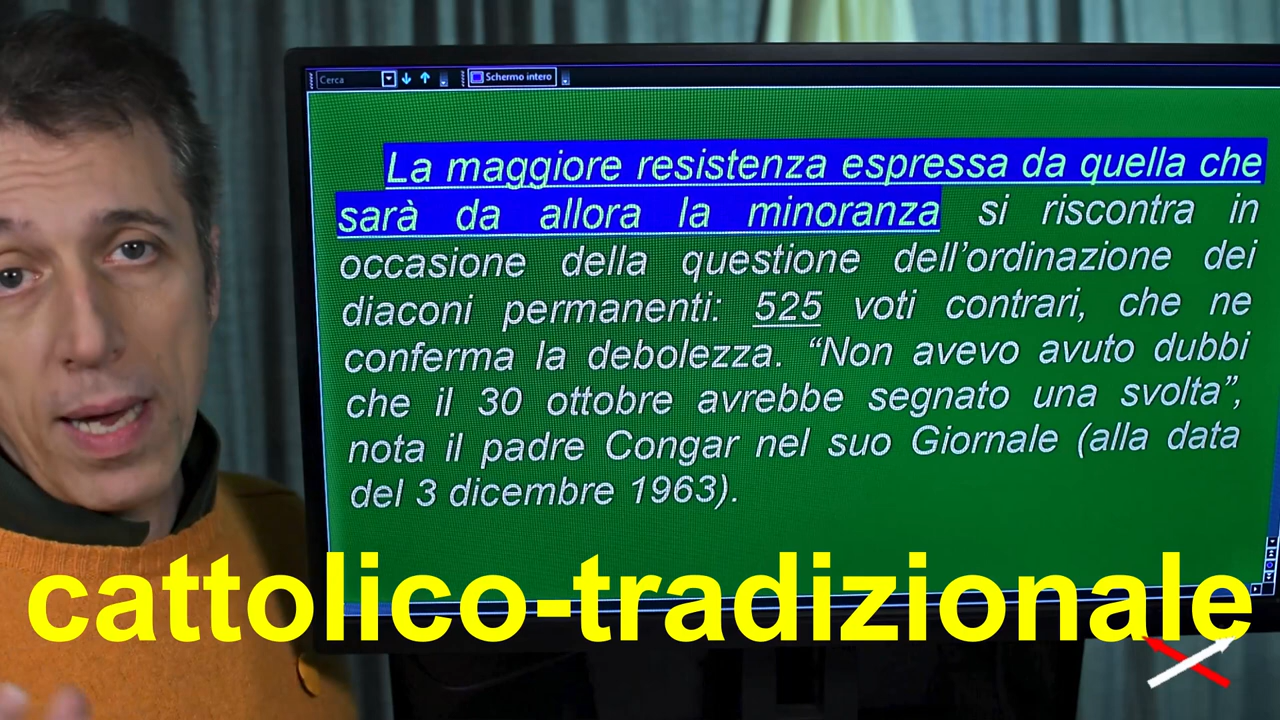 Cerca
Schermo intero
La maggiore resistenza espressa da quella che
sarà da allora la minoranza si riscontra in
occasione della questione dell’ordinazione dei
diaconi permanenti: 525 voti contrari, che ne
conferma la debolezza. “Non avevo avuto dubbi
che il 30 ottobre avrebbe segnato una svolta”,
nota il padre Congar nel suo Giornale (alla data
del 3 dicembre 1963).
cattolico-tradizionale